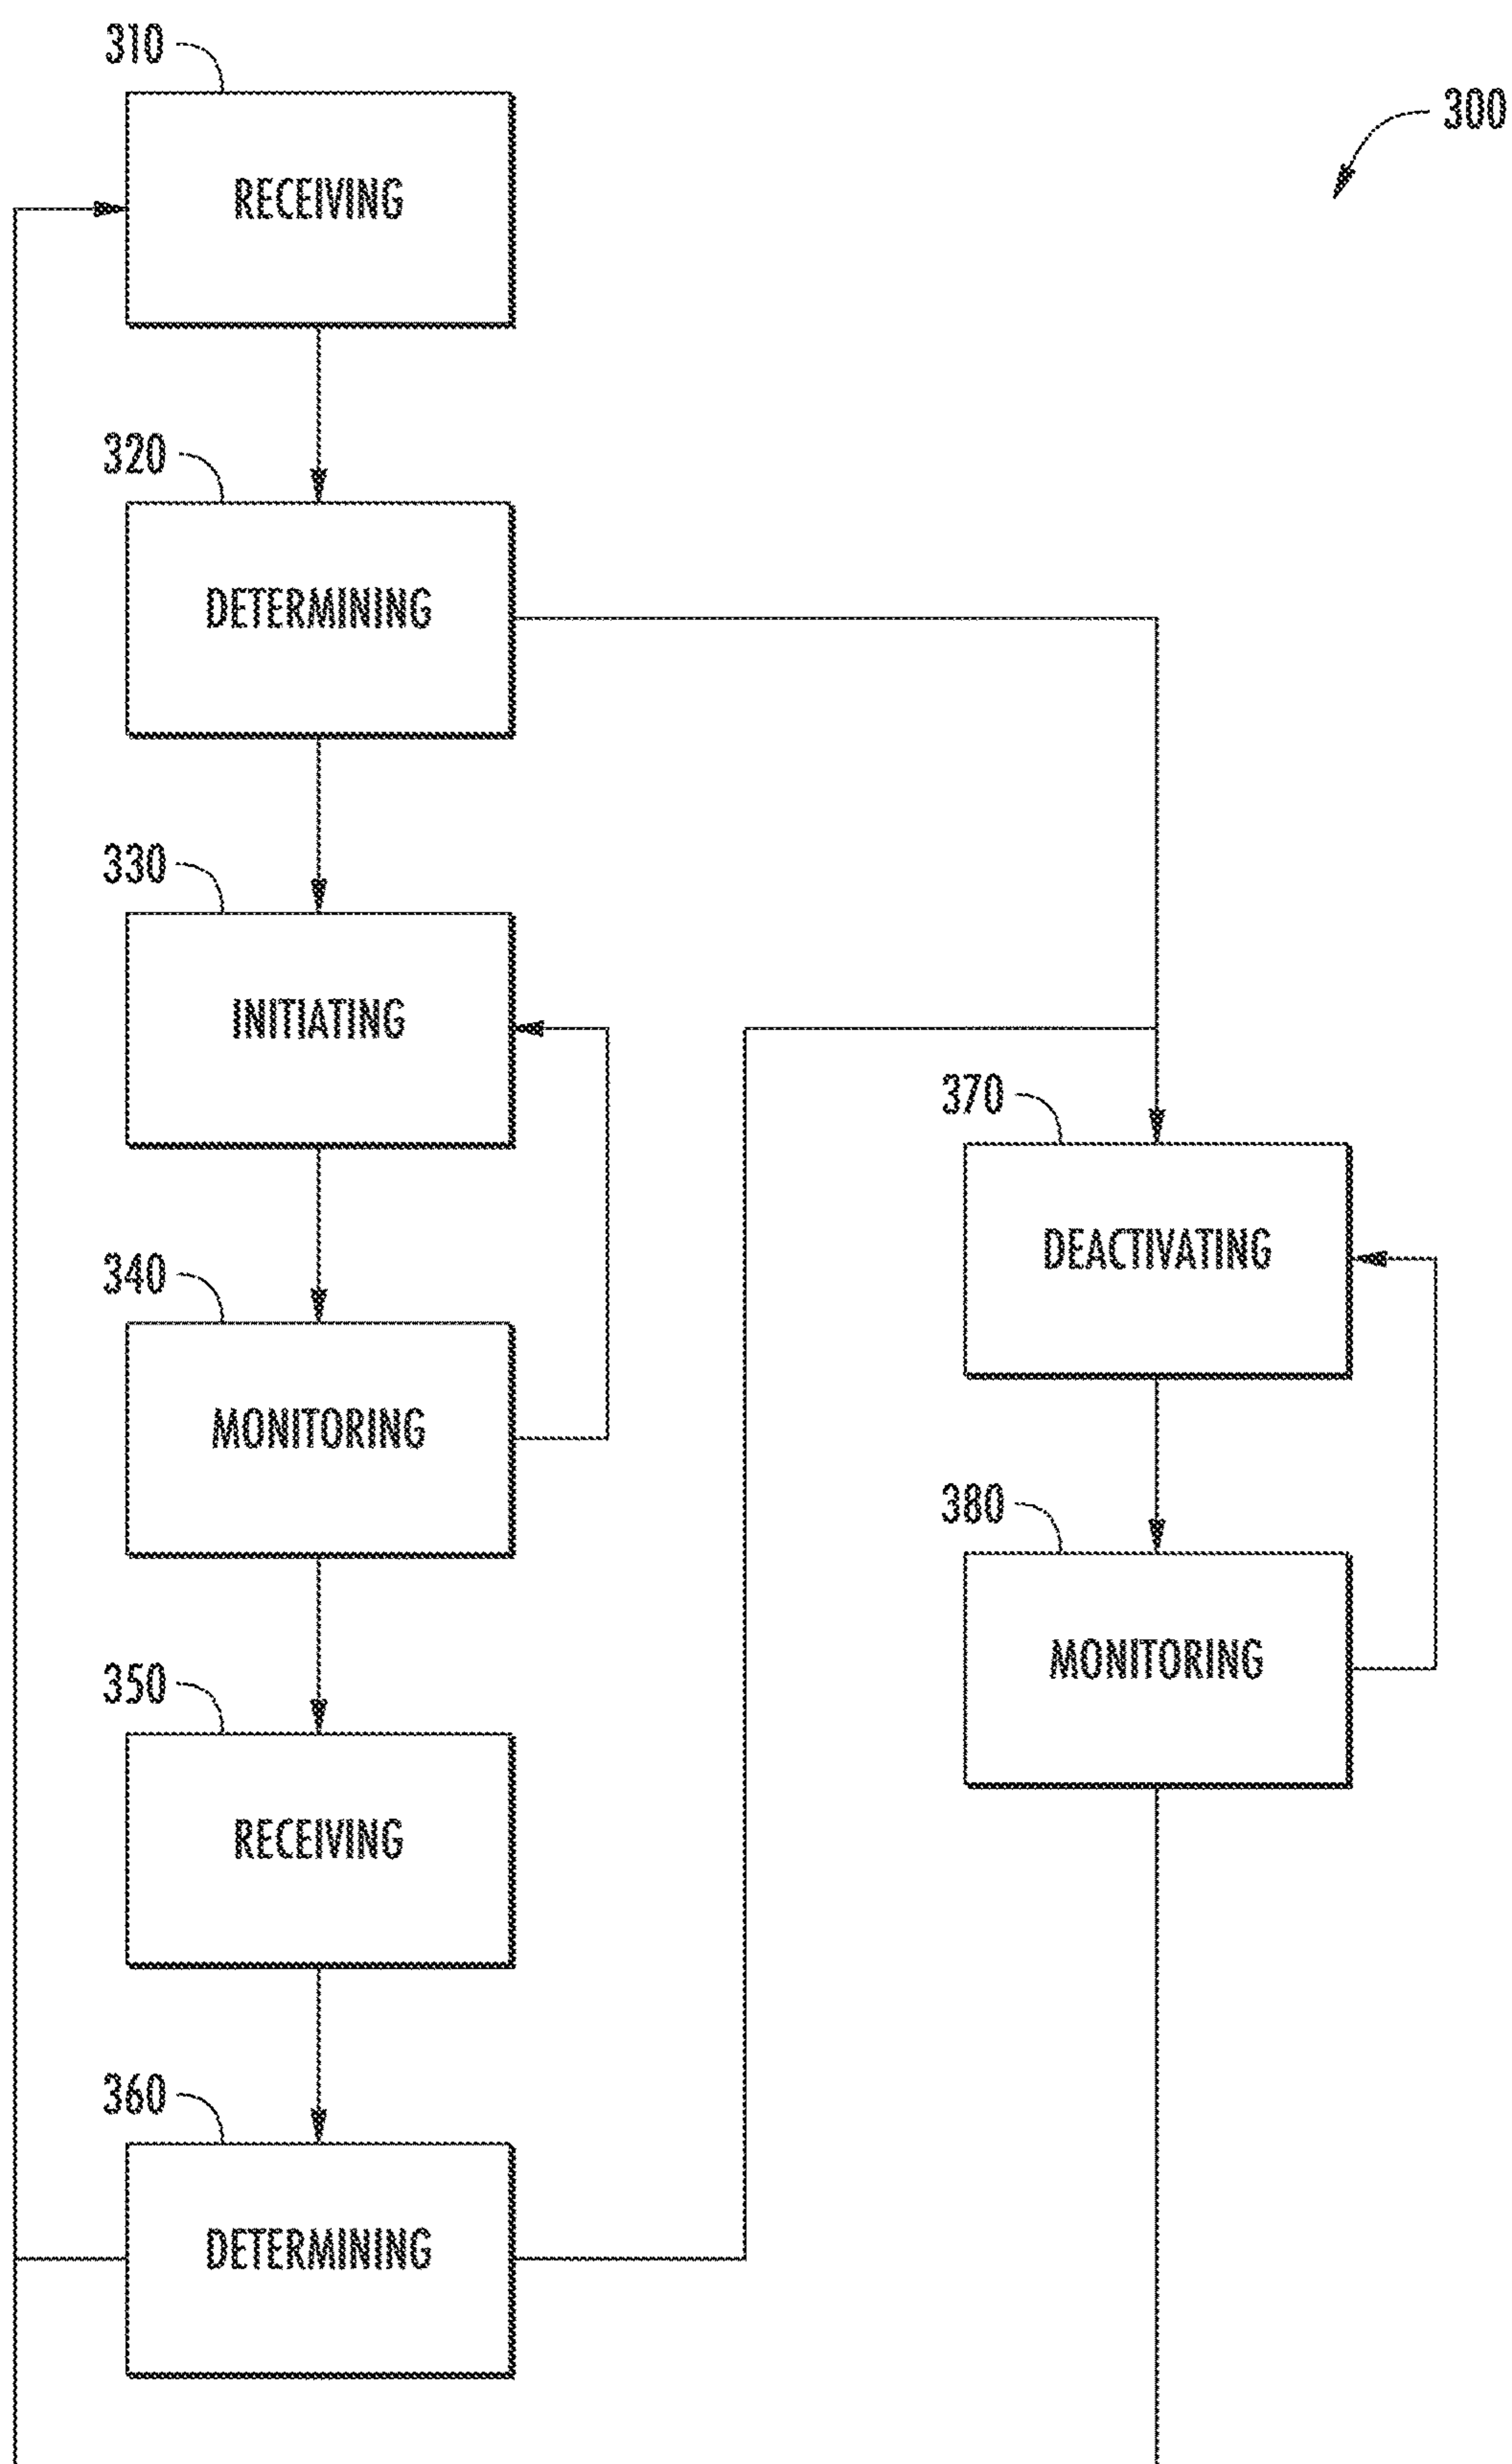 310
300
RECEIVING
320
DETERMINING
330
INITIATING
370
DEACTIVATING
340
MONITORING
380
MONITORING
350
RECEIVING
360
DETERMINING